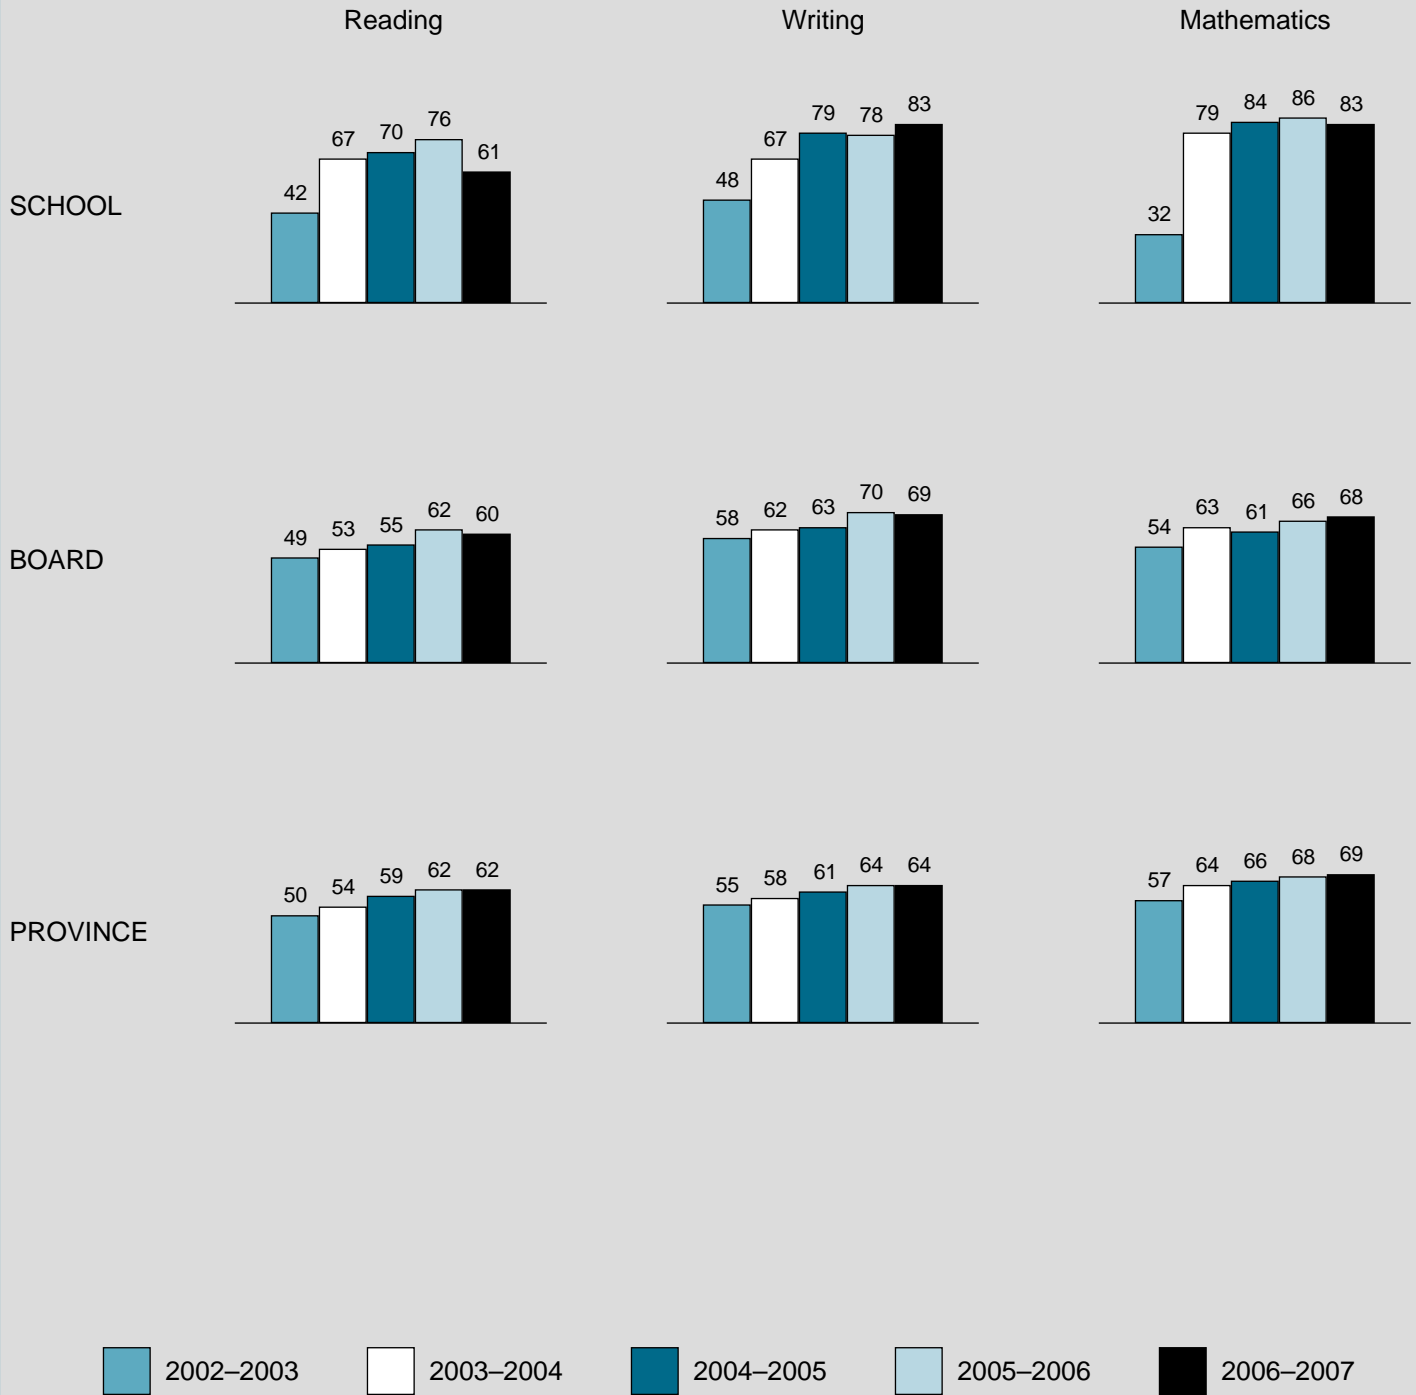 Reading Writing Mathematics
SCHOOL
42 67 70 76 61
48 67 79 78 83
32 79 84 86 83
BOARD
49 53 55 62 60
58 62 63 70 69
54 63 61 66 68
PROVINCE
50 54 59 62 62
55 58 61 64 64
57 64 66 68 69
2002–2003 2003–2004 2004–2005 2005–2006 2006–2007